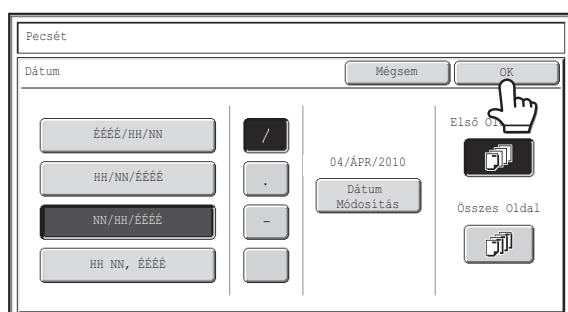 Pecsét
Dátum
Mégsem
OK
ÉÉÉÉ/HH/NN
HH/NN/ÉÉÉÉ
NN/HH/ÉÉÉÉ
HH NN, ÉÉÉÉ
/
.
-
04/ÁPR/2010
Dátum
Módosítás
Első
Összes Oldal